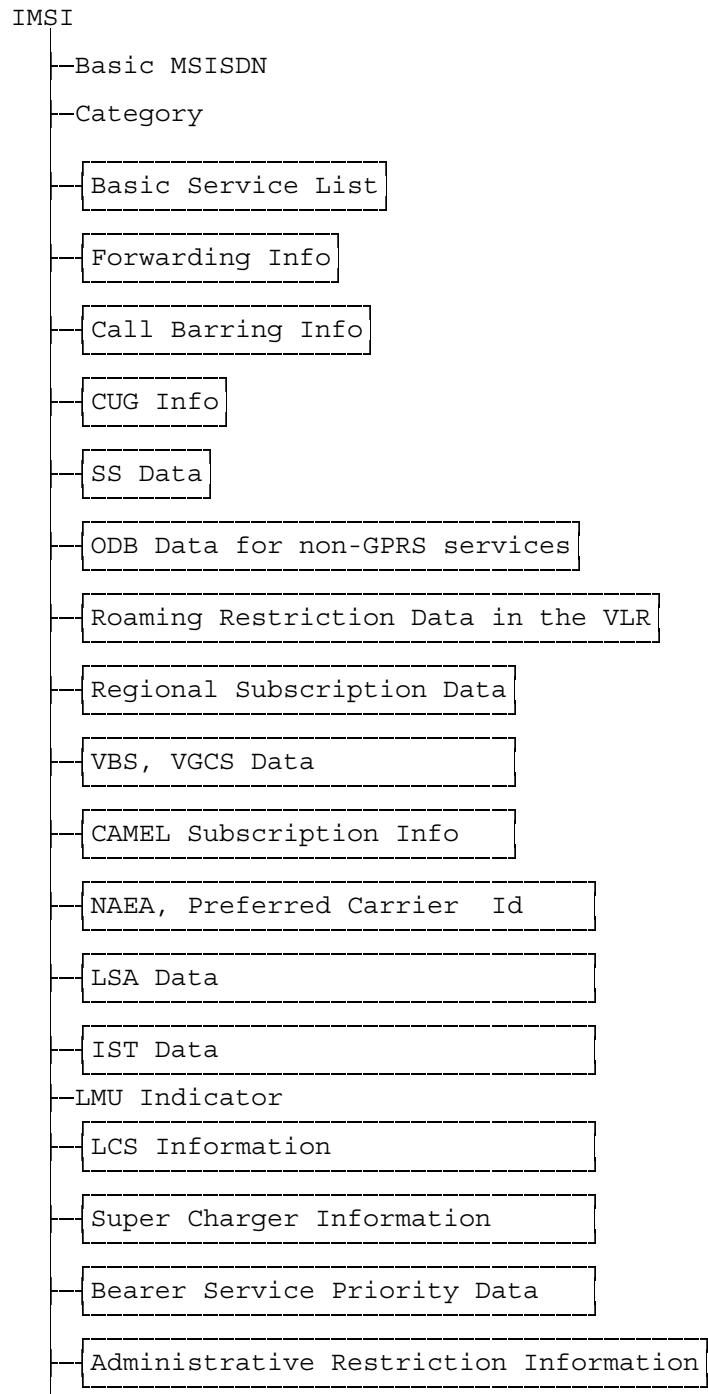 IMSI
Basic MSISDN
Category
Basic Service List
Forwarding Info
Call Barring Info
CUG Info
SS Data
ODB Data for non-GPRS services
Roaming Restriction Data in the VLR
Regional Subscription Data
VBS, VGCS Data
CAMEL Subscription Info
NAEA, Preferred Carrier  Id
LSA Data
IST Data
LMU Indicator
LCS Information
Super Charger Information
Bearer Service Priority Data
Administrative Restriction Information